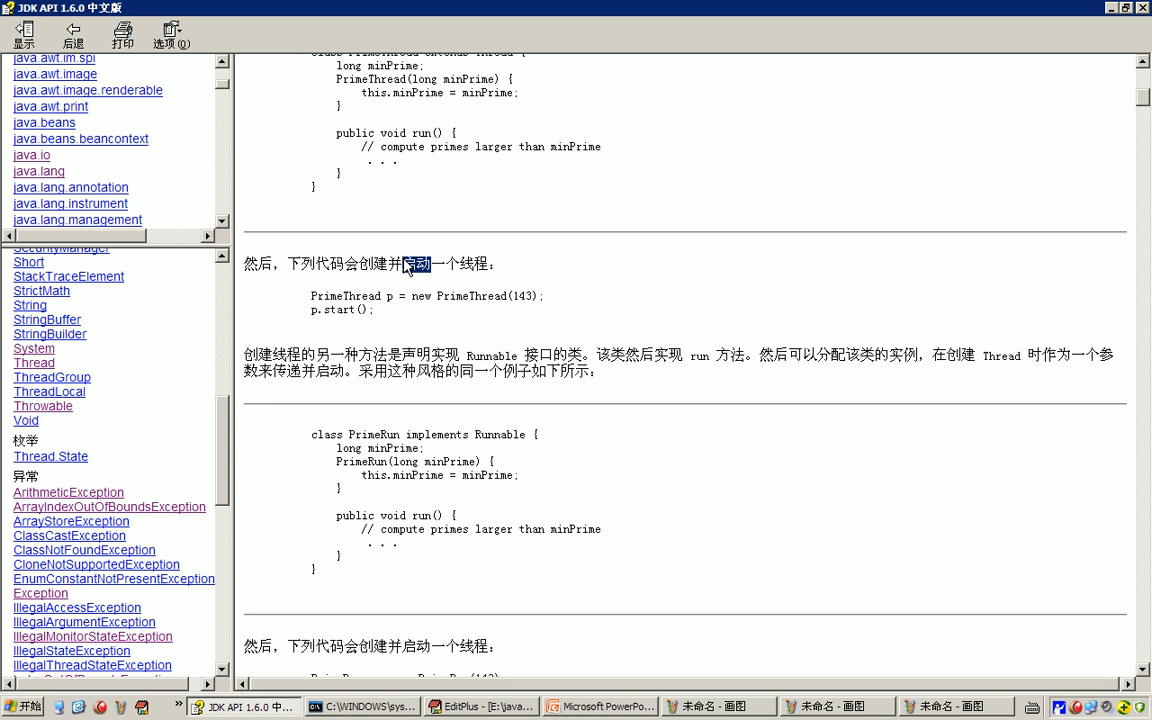 JDK API 1.6.0 中文版
显示 后退 打印 选项(O)
java.awt.im.spi
java.awt.image
java.awt.image.renderable
java.awt.print
java.beans
java.beans.beancontext
java.io
java.lang
java.lang.annotation
java.lang.instrument
java.lang.management
SecurityManager
Short
StackTraceElement
StrictMath
String
StringBuffer
StringBuilder
System
Thread
ThreadGroup
ThreadLocal
Throwable
Void
枚举
Thread.State
异常
ArithmeticException
ArrayIndexOutOfBoundsException
ArrayStoreException
ClassCastException
ClassNotFoundException
CloneNotSupportedException
EnumConstantNotPresentException
Exception
IllegalAccessException
IllegalArgumentException
IllegalMonitorStateException
IllegalStateException
IllegalThreadStateException
class PrimeThread extends Thread {
long minPrime;
PrimeThread(long minPrime) {
this.minPrime = minPrime;
}
public void run() {
// compute primes larger than minPrime
. . .
}
}
然后，下列代码会创建并启动一个线程：
PrimeThread p = new PrimeThread(143);
p.start();
创建线程的另一种方法是声明实现 Runnable 接口的类。该类然后实现 run 方法。然后可以分配该类的实例，在创建 Thread 时作为一个参
数来传递并启动。采用这种风格的同一个例子如下所示：
class PrimeRun implements Runnable {
long minPrime;
PrimeRun(long minPrime) {
this.minPrime = minPrime;
}
public void run() {
// compute primes larger than minPrime
. . .
}
}
然后，下列代码会创建并启动一个线程：
开始 » JDK API 1.6.0 中... C:\WINDOWS\sys... EditPlus - [E:\java... Microsoft PowerPo... 未命名 - 画图 未命名 - 画图 未命名 - 画图